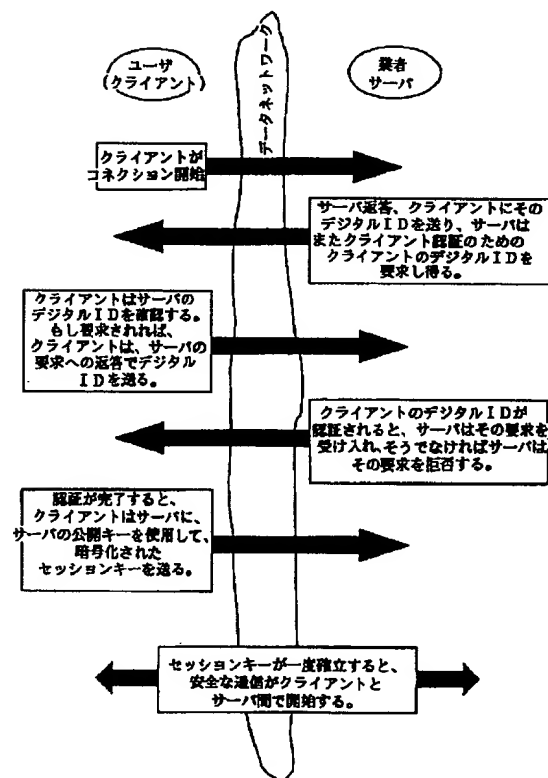 ユーザ
(クライアント)
データネットワーク
業者
サーバ
クライアントが
コネクション開始
サーバ返答、クライアントにその
デジタルIDを送り、サーバは
またクライアント認証のための
クライアントのデジタルIDを
要求し得る。
クライアントはサーバの
デジタルIDを確認する。
もし要求されれば、
クライアントは、サーバの
要求への返答でデジタル
IDを送る。
クライアントのデジタルIDが
認証されると、サーバはその要求を
受け入れ、そうでなければサーバは
その要求を拒否する。
認証が完了すると、
クライアントはサーバに、
サーバの公開キーを使用して、
暗号化された
セッションキーを送る。
セッションキーが一度確立すると、
安全な通信がクライアントと
サーバ間で開始する。